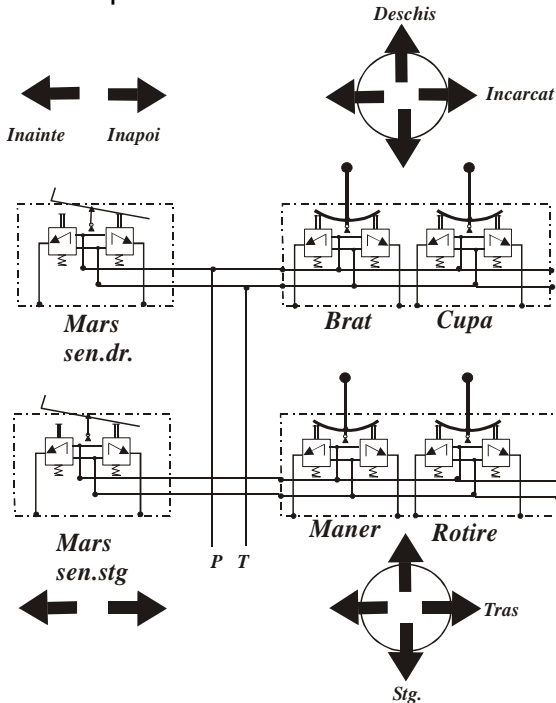 Deschis
Incarcat
Inainte
Inapoi
Mars
sen.dr.
Brat
Cupa
Mars
sen.stg
Maner
Rotire
P T
Tras
Stg.